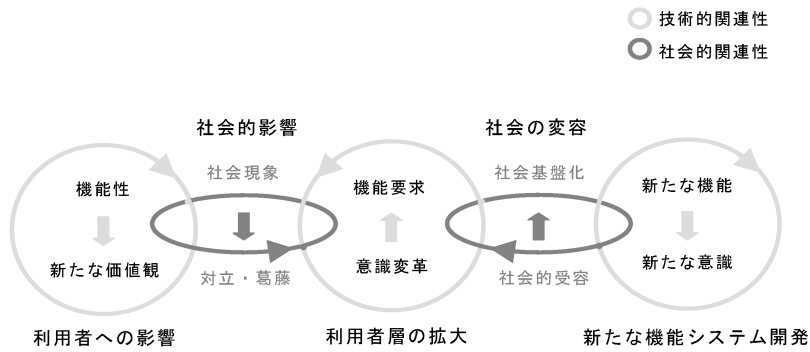 技術的関連性
社会的関連性
社会的影響
社会の変容
社会現象
社会基盤化
機能性
機能要求
新たな機能
新たな価値観
意識変革
新たな意識
対立・葛藤
社会的受容
利用者への影響
利用者層の拡大
新たな機能システム開発